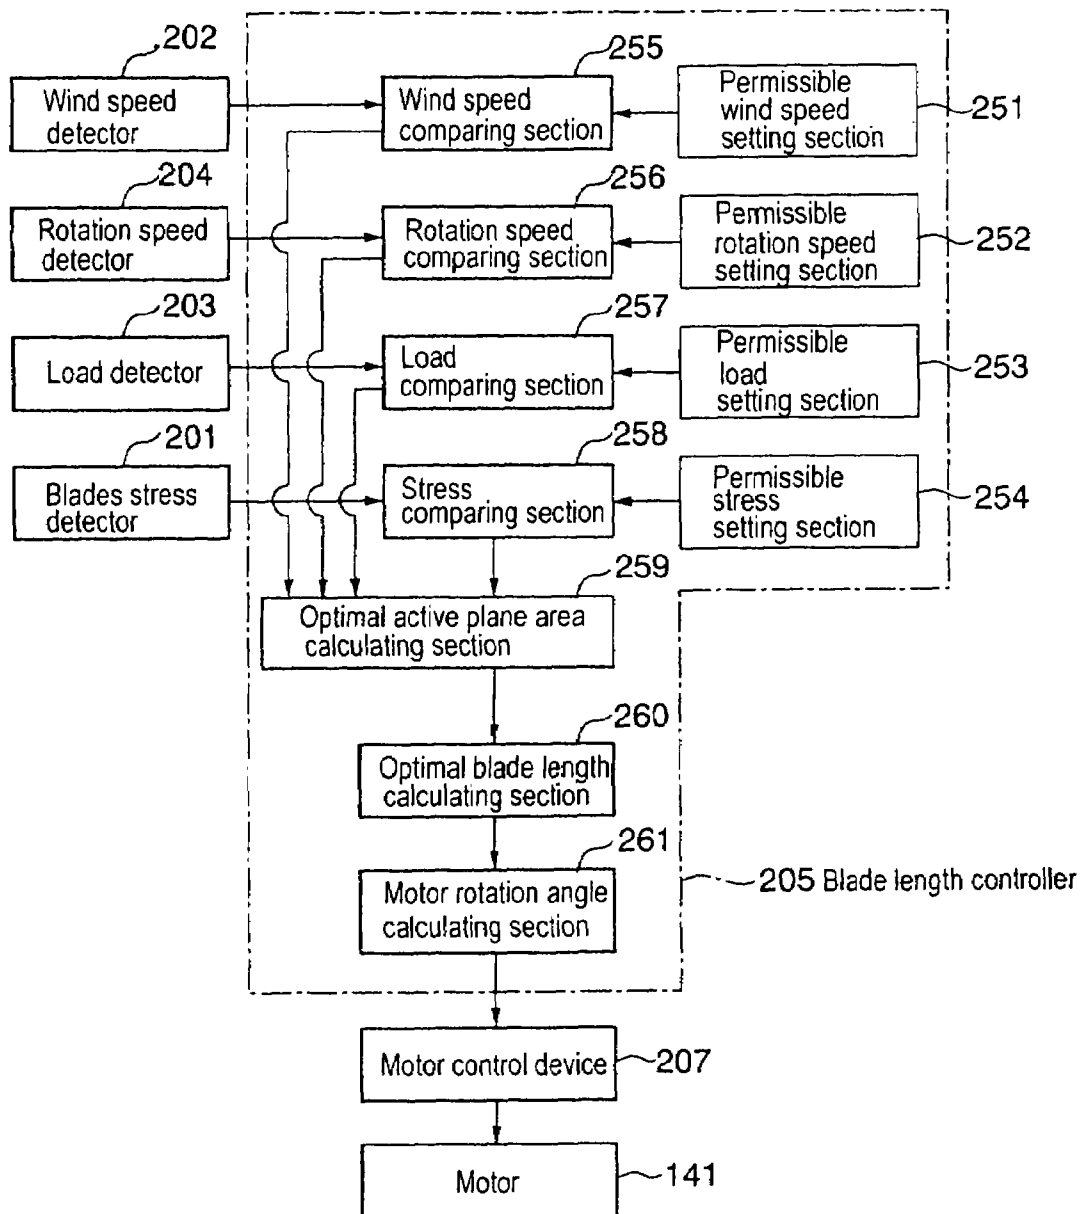 202
255
Wind speed
detector
Wind speed
comparing section
Permissible
wind speed
setting section
251
204
256
Rotation speed
detector
Rotation speed
comparing section
Permissible
rotation speed
setting section
252
203
257
Load detector
Load
comparing section
Permissible
load
setting section
253
201
258
Blades stress
detector
Stress
comparing section
Permissible
stress
setting section
254
259
Optimal active plane area
calculating section
260
Optimal blade length
calculating section
261
Motor rotation angle
calculating section
205 Blade length controller
Motor control device
207
Motor
141